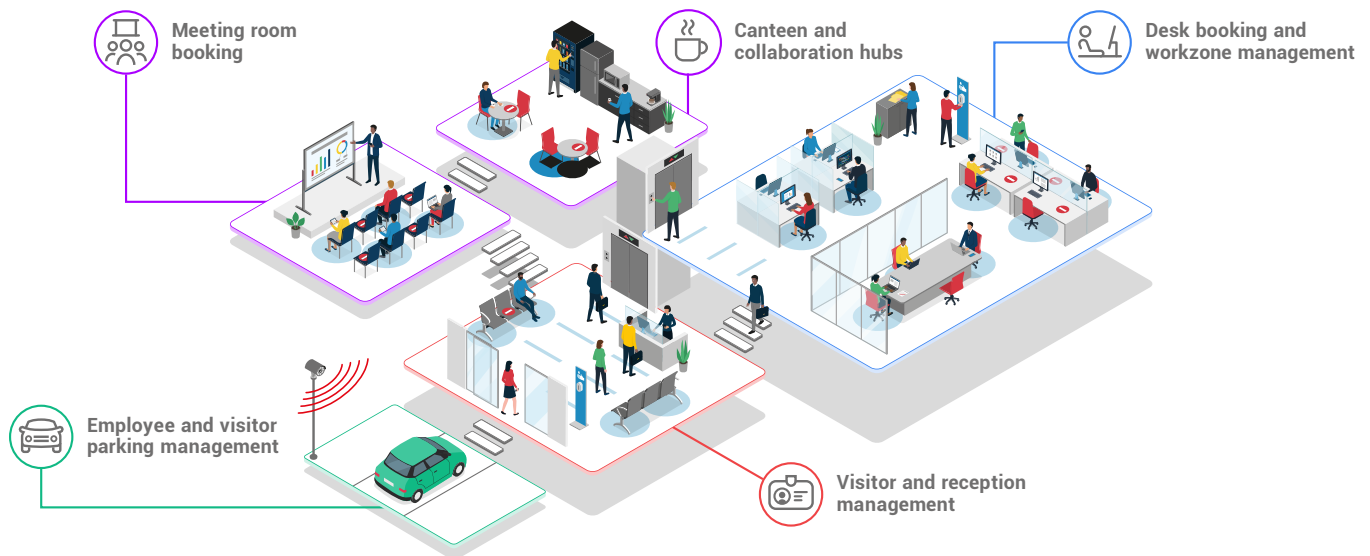 Meeting room
booking
Canteen and
collaboration hubs
Desk booking and
workzone management
Employee and visitor
parking management
Visitor and reception
management